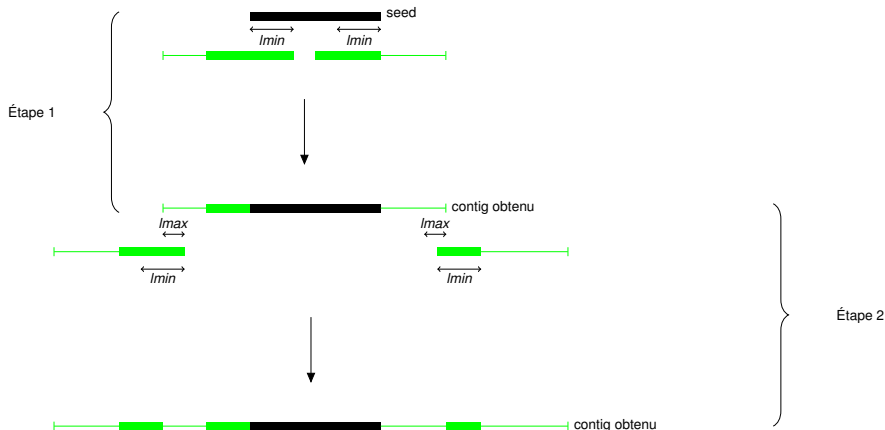 seed
lmin
lmin
Étape 1
contig obtenu
lmax
lmax
lmin
lmin
Étape 2
contig obtenu